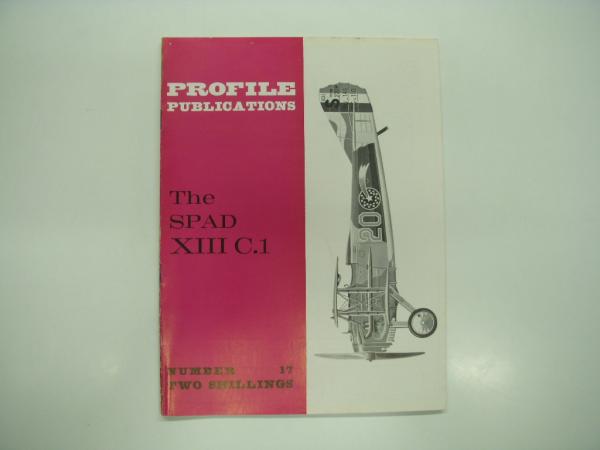 PROFILE
PUBLICATIONS
The
SPAD
XIII C.1
NUMBER 17
TWO SHILLINGS
S
20